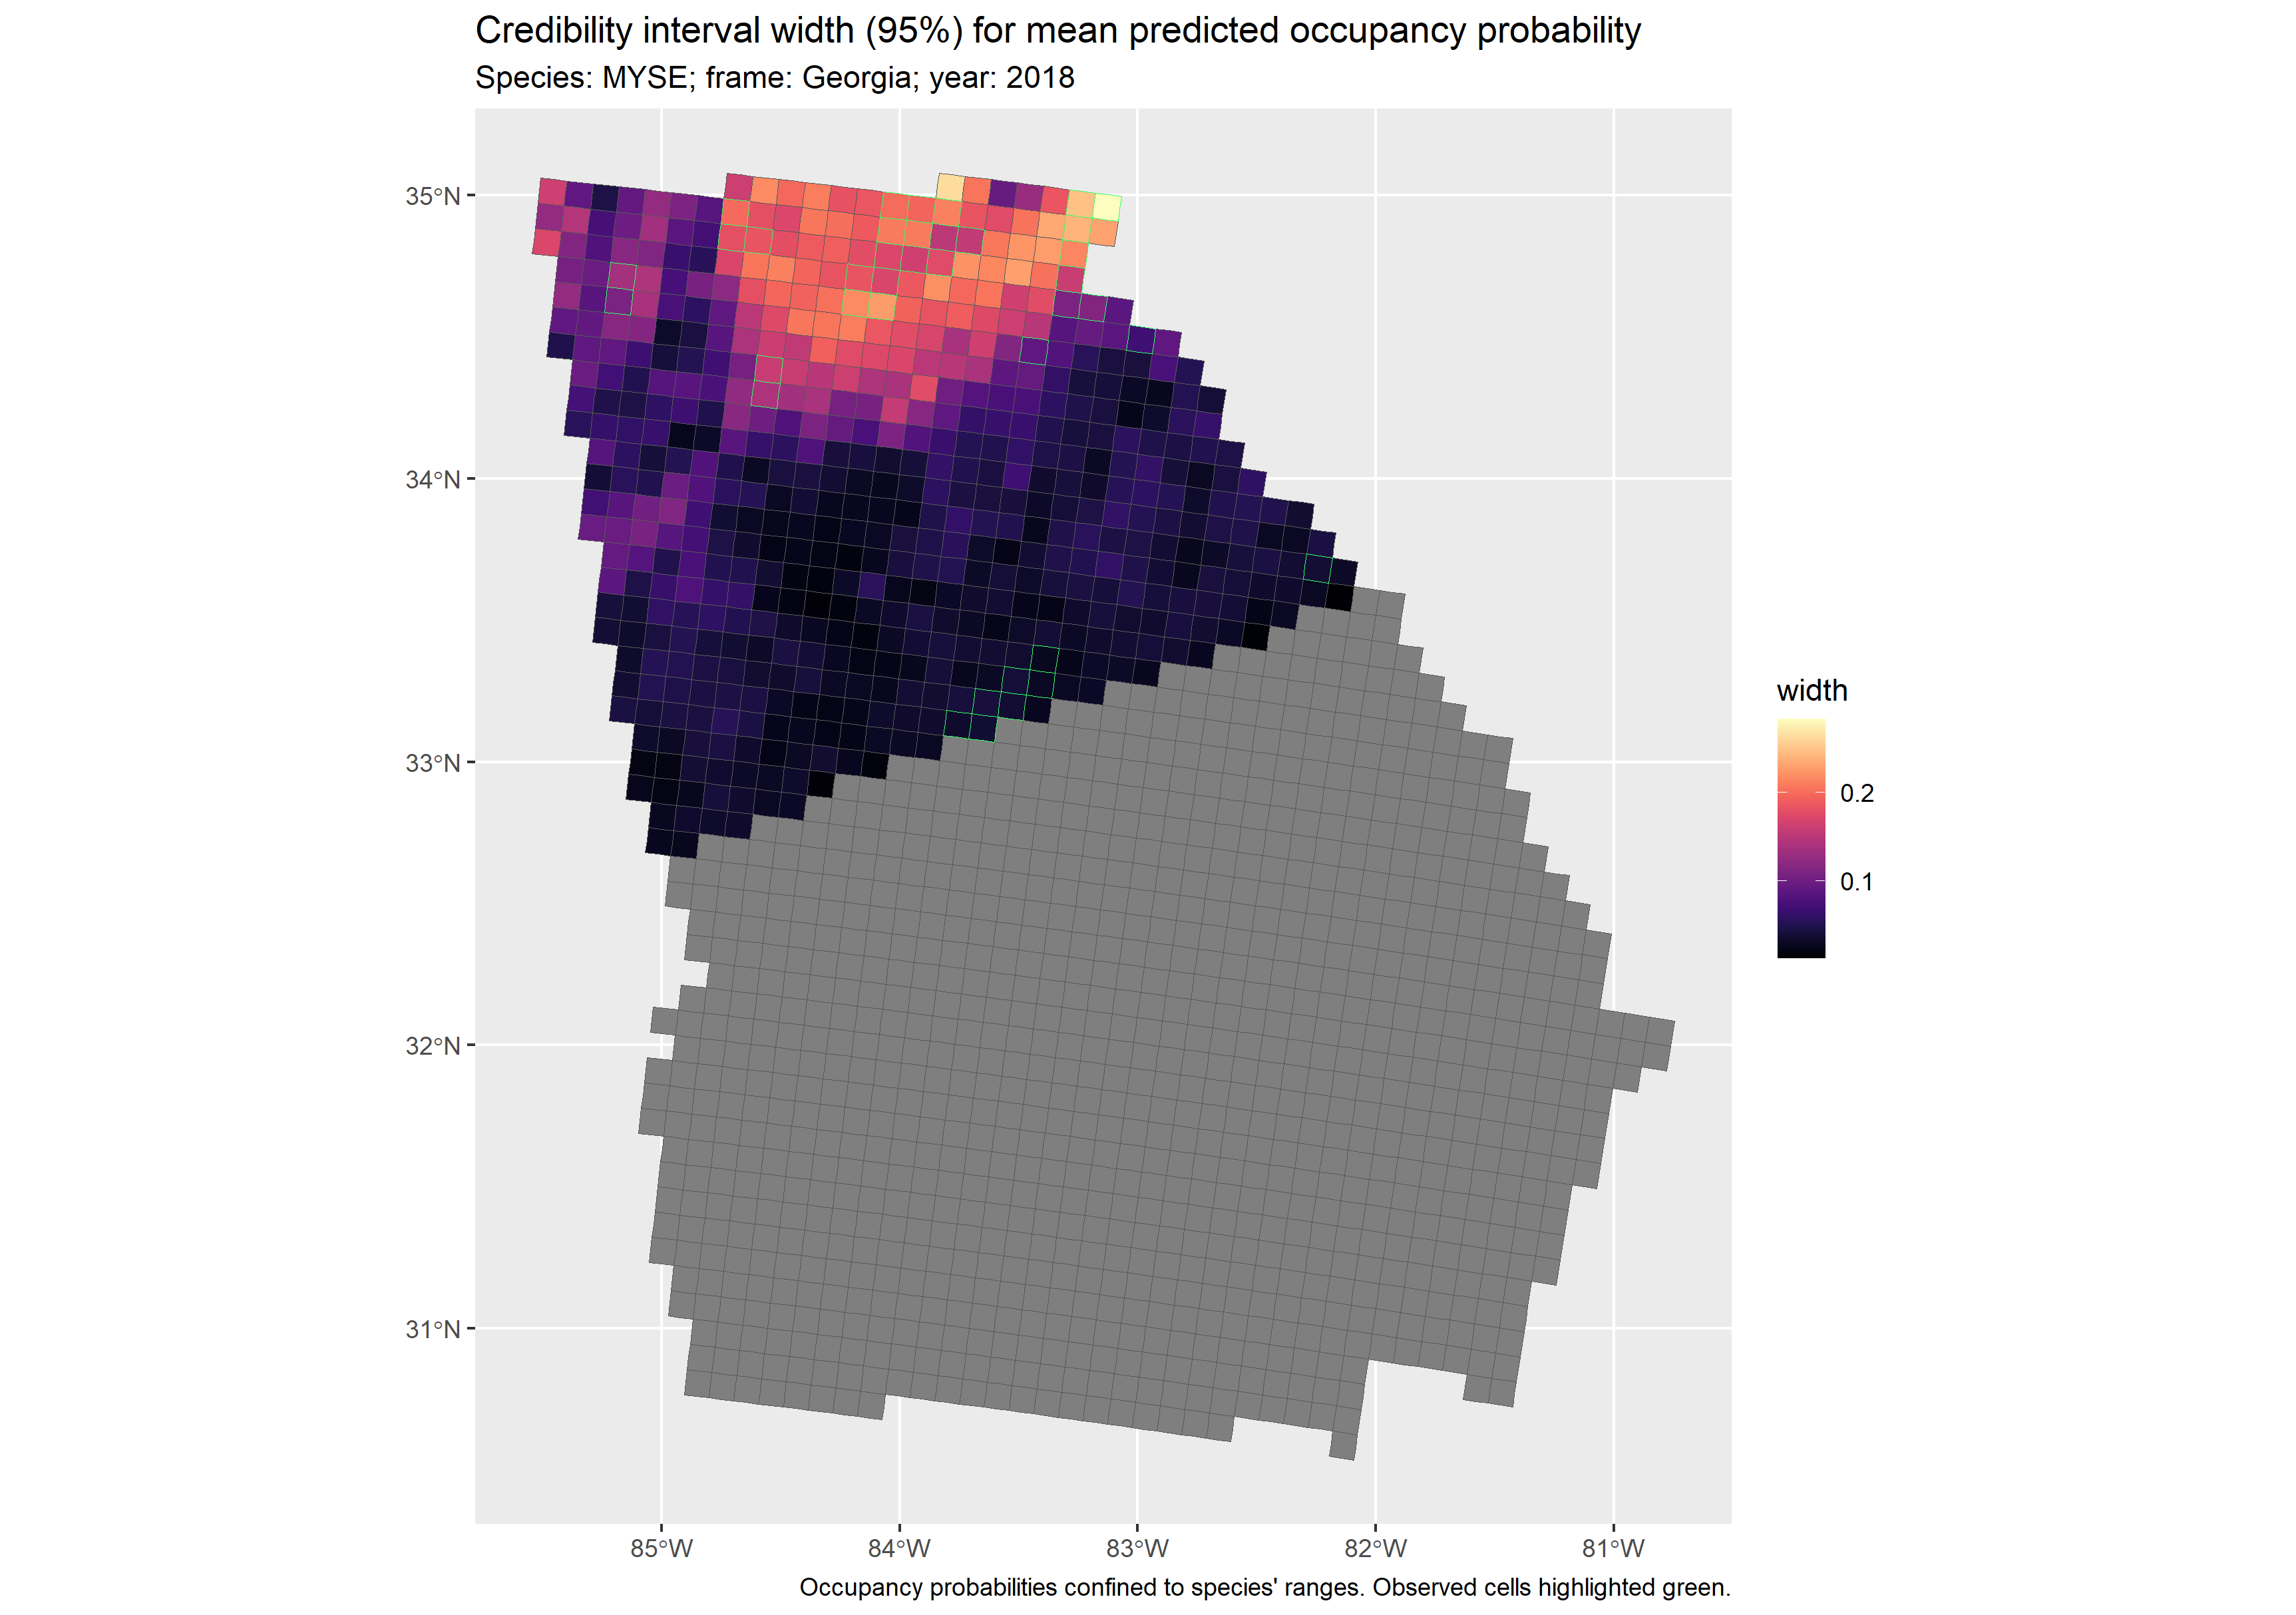 Credibility interval width (95%) for mean predicted occupancy probability
Species: MYSE; frame: Georgia; year: 2018
35°N
34°N
33°N
32°N
31°N
85°W
84°W
83°W
82°W
81°W
width
0.2
0.1
Occupancy probabilities confined to species' ranges. Observed cells highlighted green.